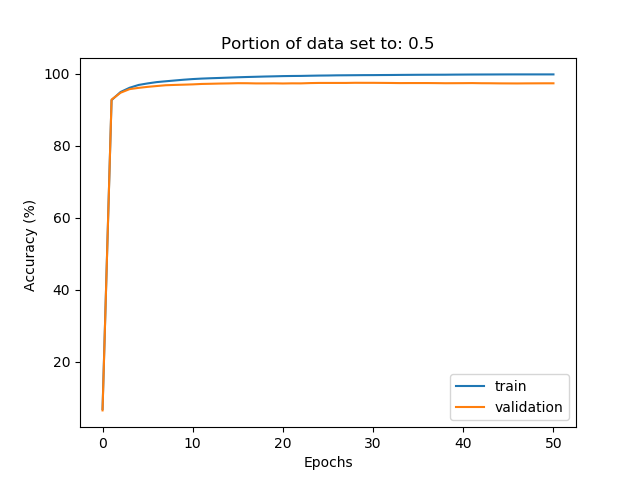 Portion of data set to: 0.5
Accuracy (%)
100
80
60
40
20
0 10 20 30 40 50
Epochs
train
validation